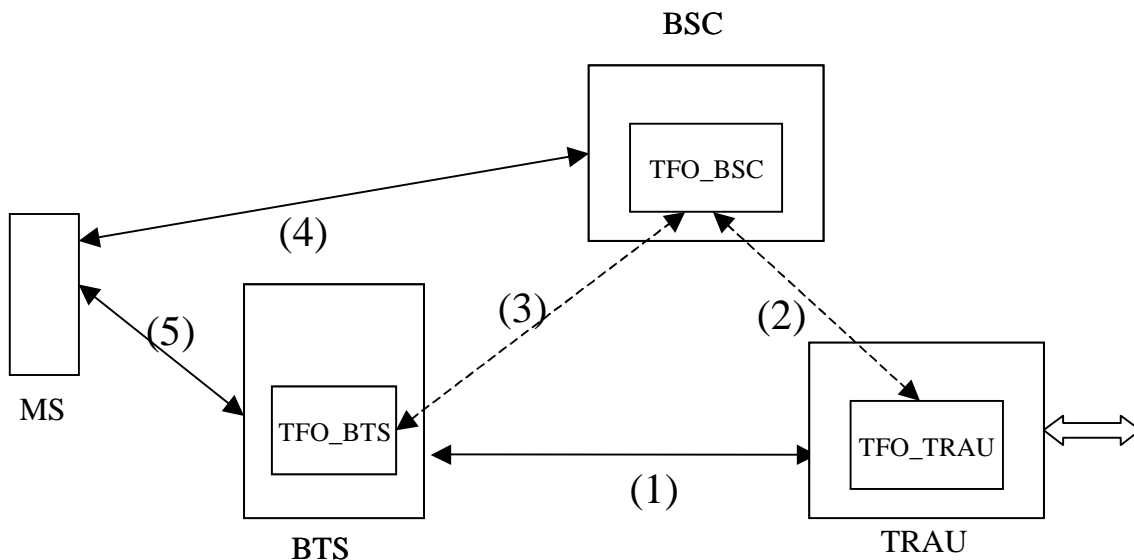 BSC
TFO_BSC
(4)
(3)
(2)
(5)
MS
TFO_BTS
TFO_TRAU
(1)
BTS
TRAU